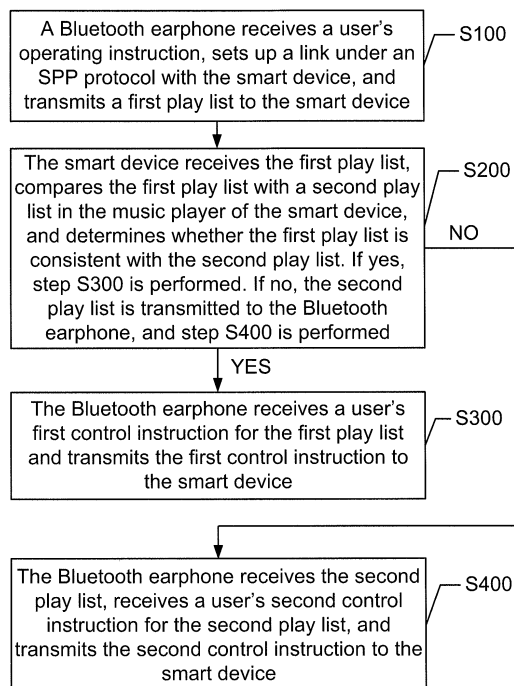 A Bluetooth earphone receives a user's
operating instruction, sets up a link under an
SPP protocol with the smart device, and
transmits a first play list to the smart device
S100
The smart device receives the first play list,
compares the first play list with a second play
list in the music player of the smart device,
and determines whether the first play list is
consistent with the second play list. If yes,
step S300 is performed. If no, the second
play list is transmitted to the Bluetooth
earphone, and step S400 is performed
S200
NO
YES
The Bluetooth earphone receives a user's
first control instruction for the first play list
and transmits the first control instruction to
the smart device
S300
The Bluetooth earphone receives the second
play list, receives a user's second control
instruction for the second play list, and
transmits the second control instruction to the
smart device
S400